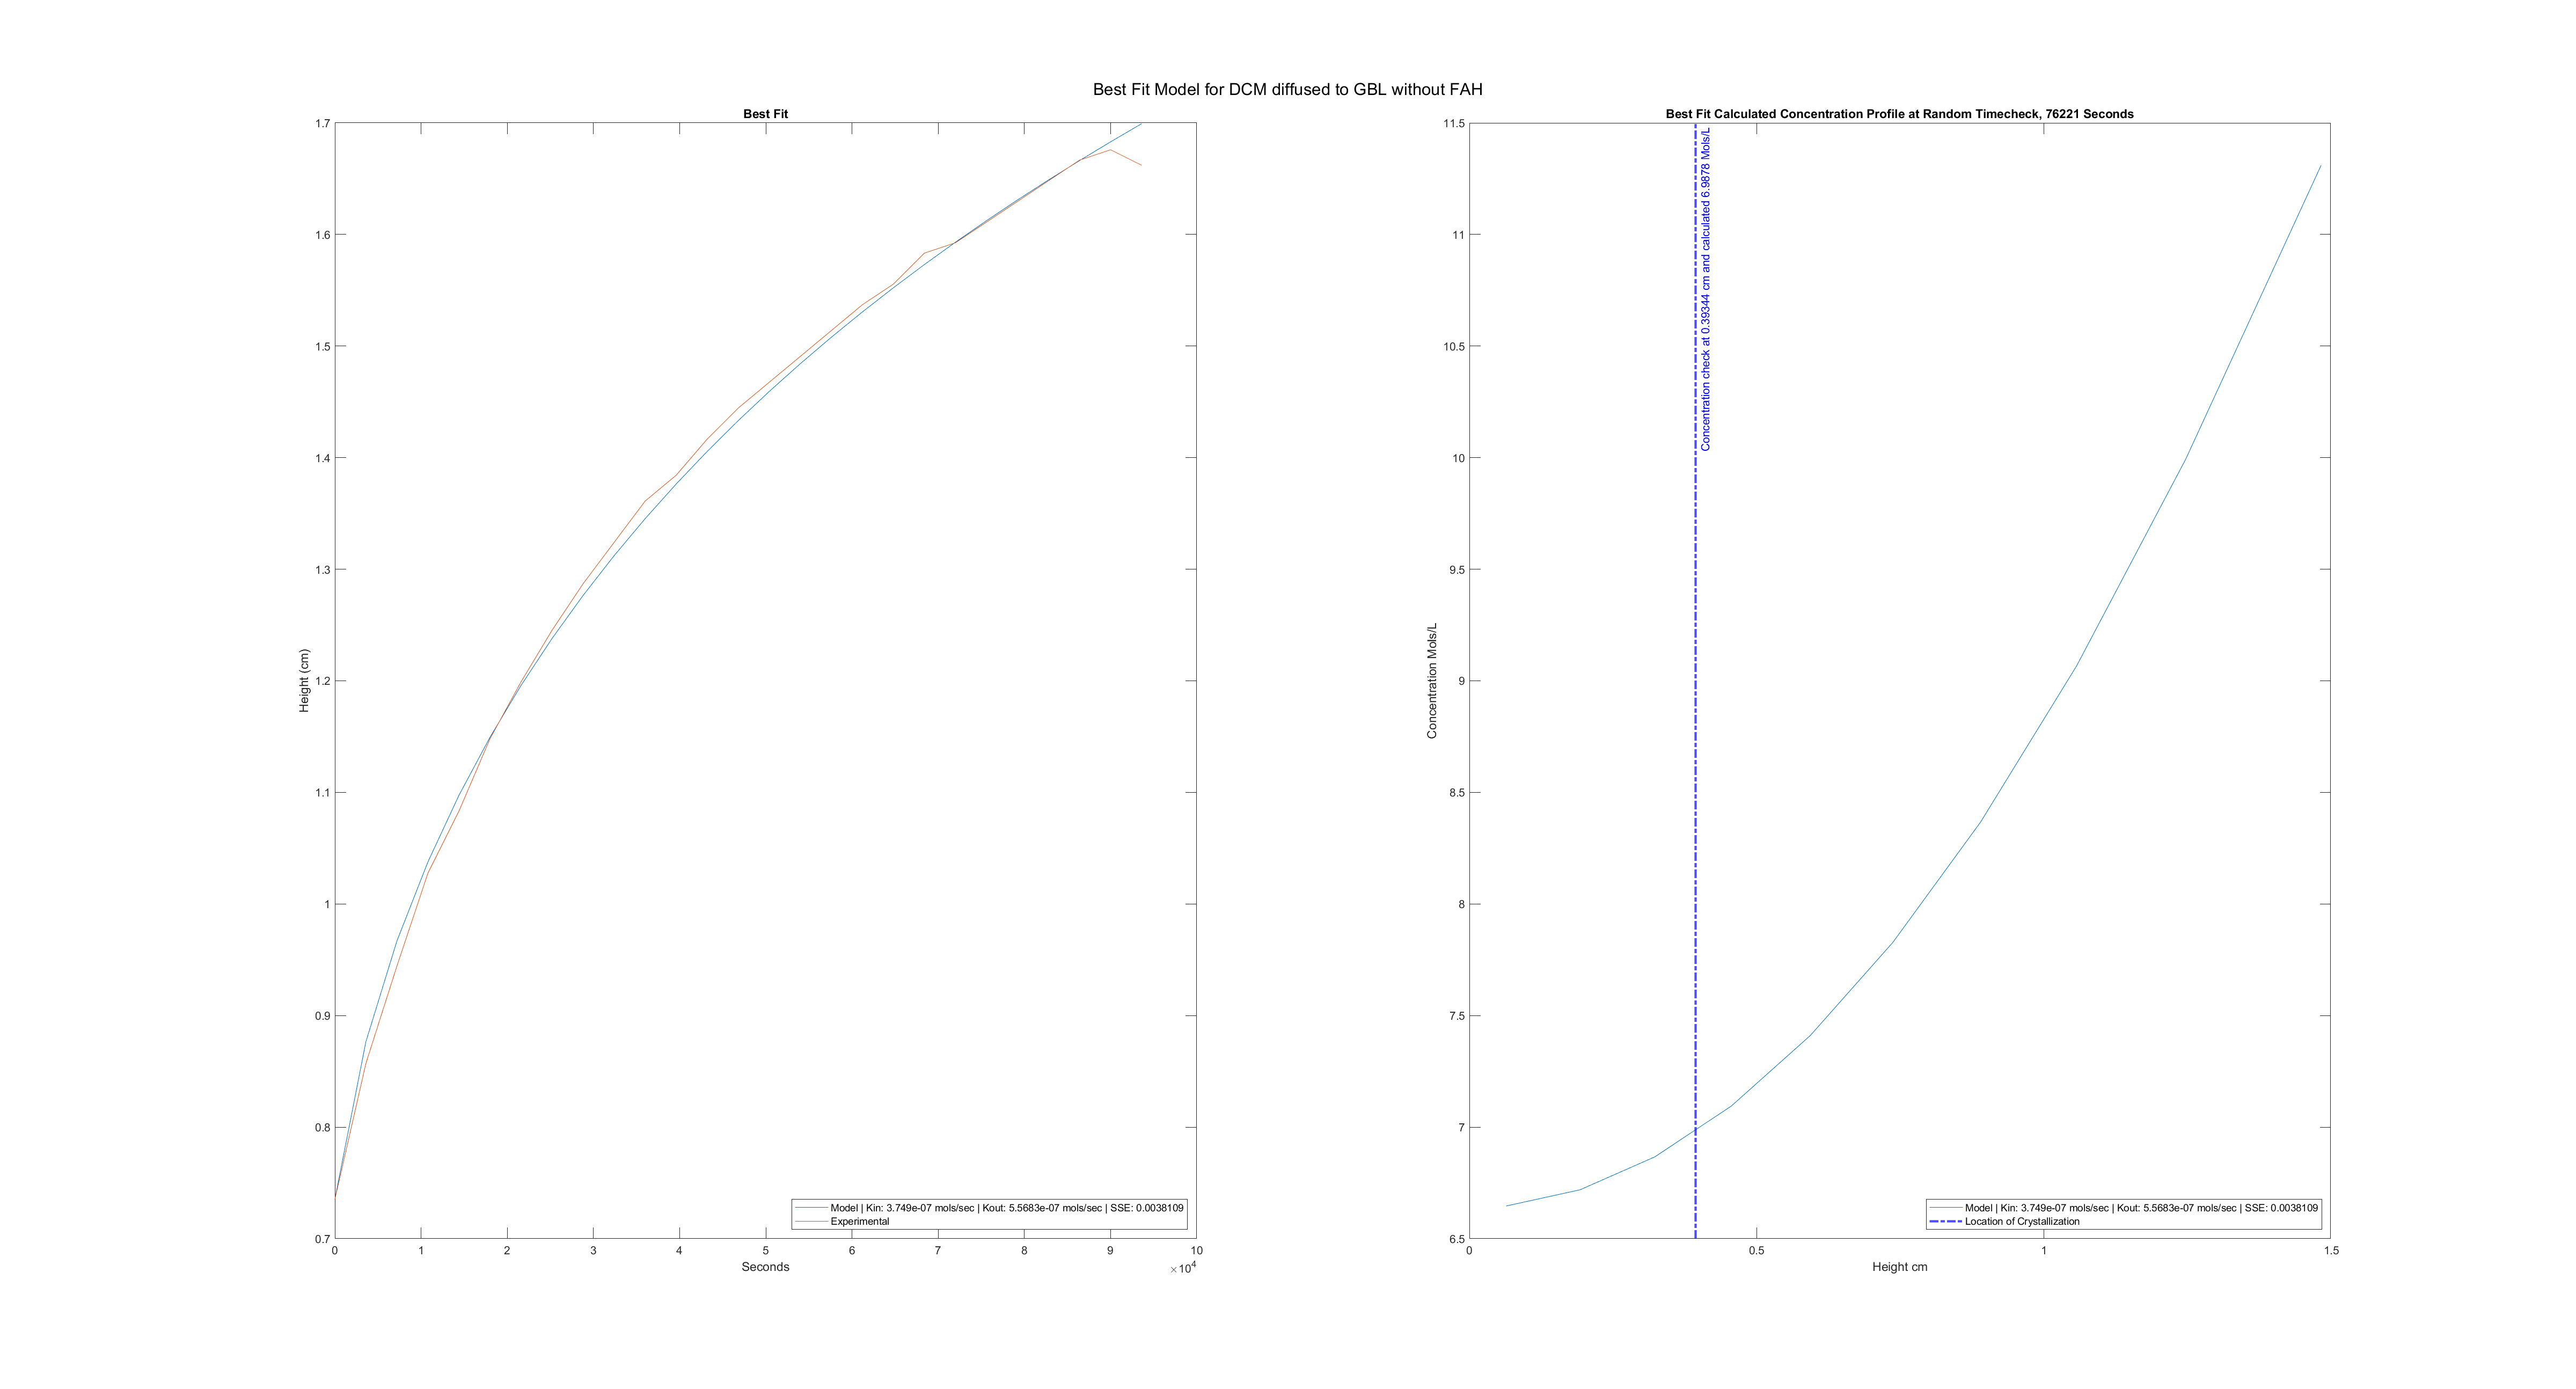 Best Fit Model for DCM diffused to GBL without FAH
Best Fit
1.7
1.6
1.5
1.4
1.3
1.2
1.1
1
0.9
0.8
0.7
Height (cm)
0 1 2 3 4 5 6 7 8 9 10
Seconds
×10^4
Model | Kin: 3.749e-07 mols/sec | Kout: 5.5683e-07 mols/sec | SSE: 0.0038109
Experimental
Best Fit Calculated Concentration Profile at Random Timecheck, 76221 Seconds
11.5
11
10.5
10
9.5
9
8.5
8
7.5
7
6.5
Concentration Mols/L
Concentration check at 0.39344 cm and calculated 6.9878 Mols/L
0 0.5 1 1.5
Height cm
Model | Kin: 3.749e-07 mols/sec | Kout: 5.5683e-07 mols/sec | SSE: 0.0038109
Location of Crystallization